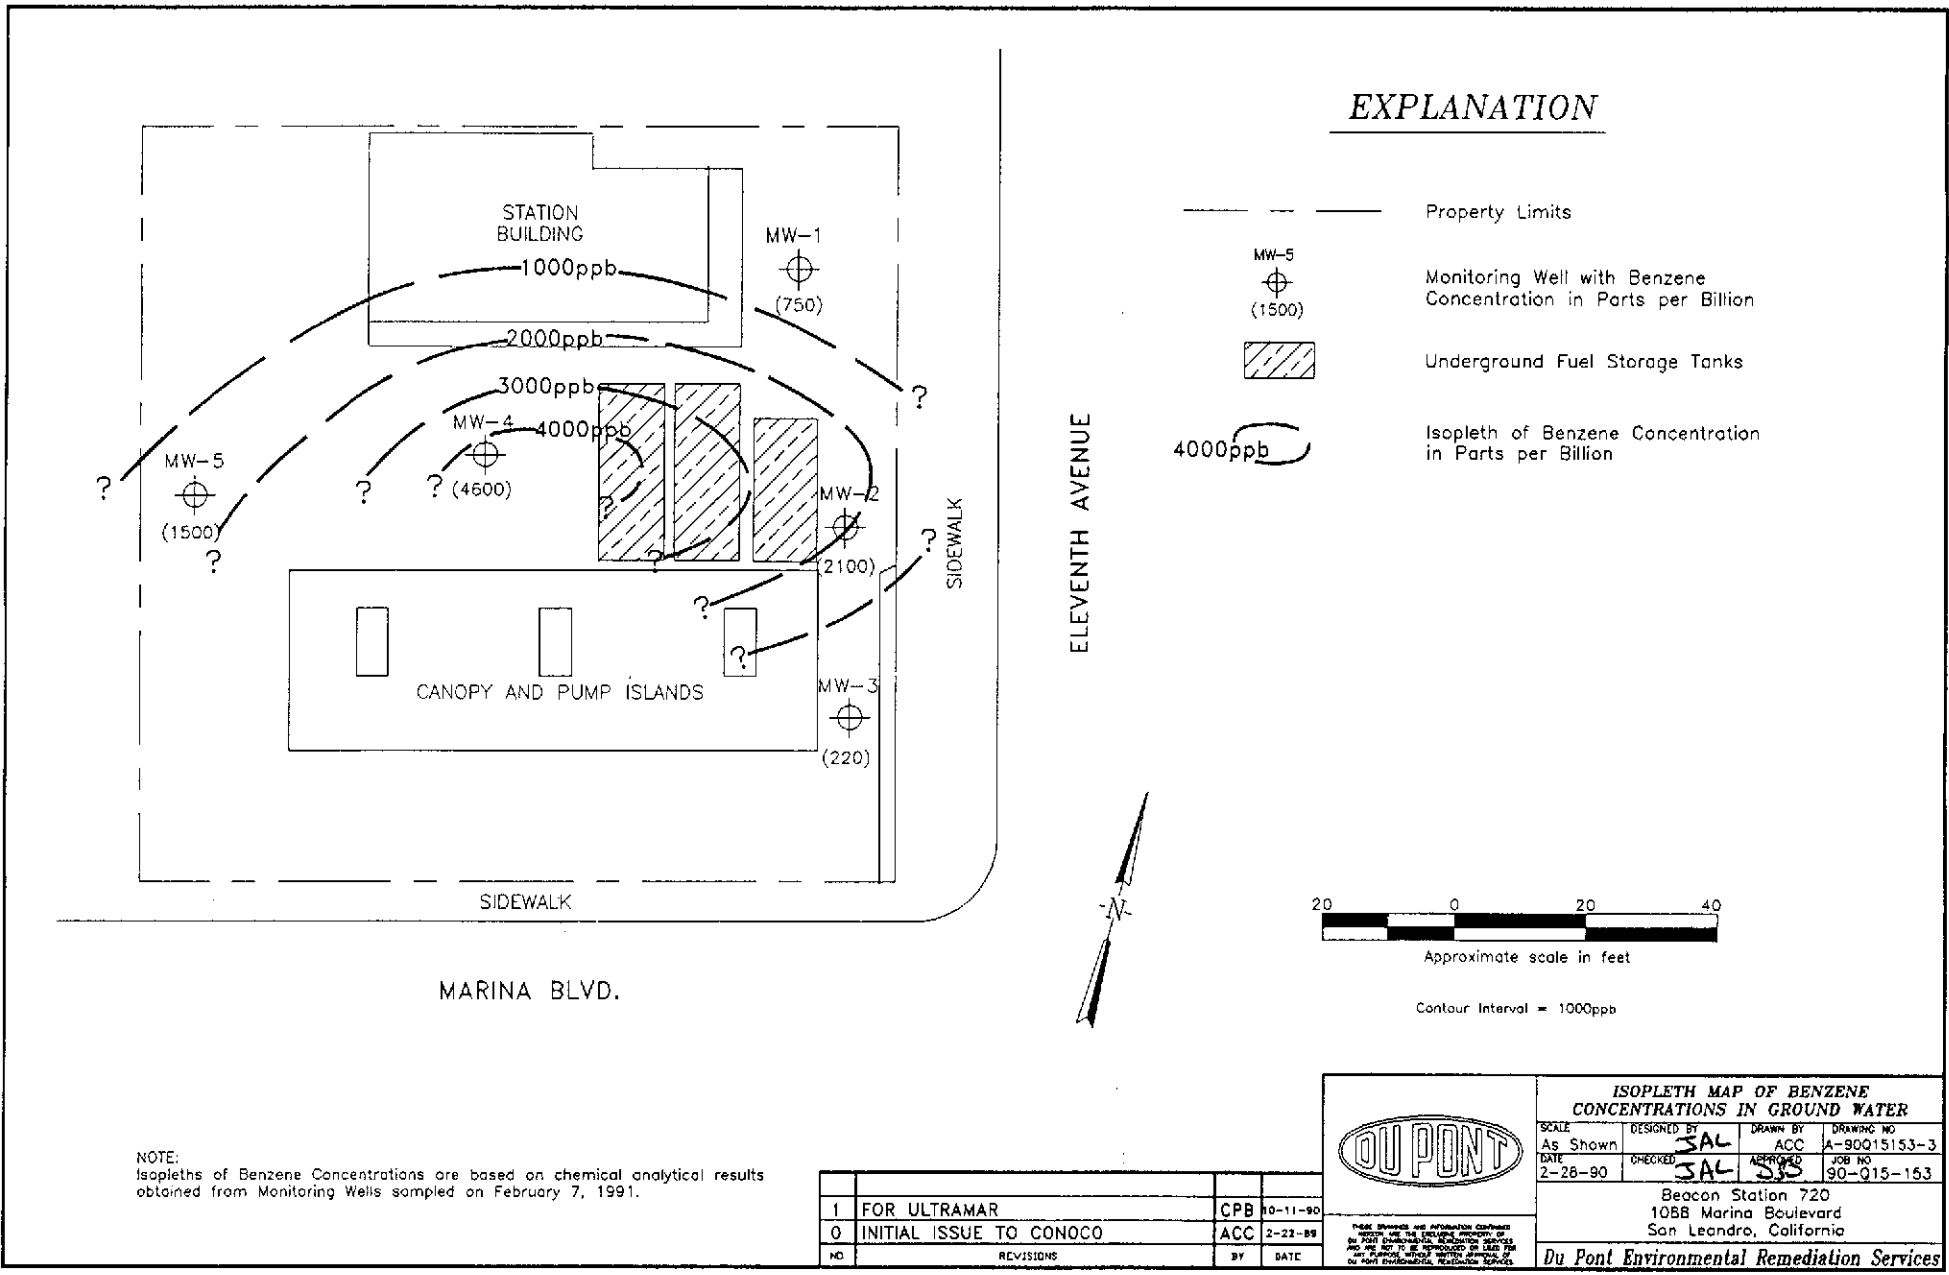 EXPLANATION
Property Limits
MW-5
(1500)
Monitoring Well with Benzene
Concentration in Parts per Billion
Underground Fuel Storage Tanks
4000ppb
Isopleth of Benzene Concentration
in Parts per Billion
STATION
BUILDING
MW-1
(750)
1000ppb
2000ppb
3000ppb
4000ppb
?
?
MW-4
(4600)
MW-5
(1500)
?
?
?
?
?
MW-2
(2100)
?
?
?
?
CANOPY AND PUMP ISLANDS
MW-3
(220)
SIDEWALK
ELEVENTH AVENUE
SIDEWALK
MARINA BLVD.
-N-
20 0 20 40
Approximate scale in feet
Contour Interval = 1000ppb
NOTE:
Isopleths of Benzene Concentrations are based on chemical analytical results
obtained from Monitoring Wells sampled on February 7, 1991.
1 FOR ULTRAMAR CPB 10-11-90
0 INITIAL ISSUE TO CONOCO ACC 2-22-89
NO REVISIONS BY DATE
DU PONT
ISOPLETH MAP OF BENZENE
CONCENTRATIONS IN GROUND WATER
SCALE DESIGNED BY DRAWN BY DRAWING NO
As Shown JAL ACC A-90Q15153-3
DATE CHECKED APPROVED JOB NO
2-28-90 JAL 90-Q15-153
Beacon Station 720
1088 Marina Boulevard
San Leandro, California
Du Pont Environmental Remediation Services